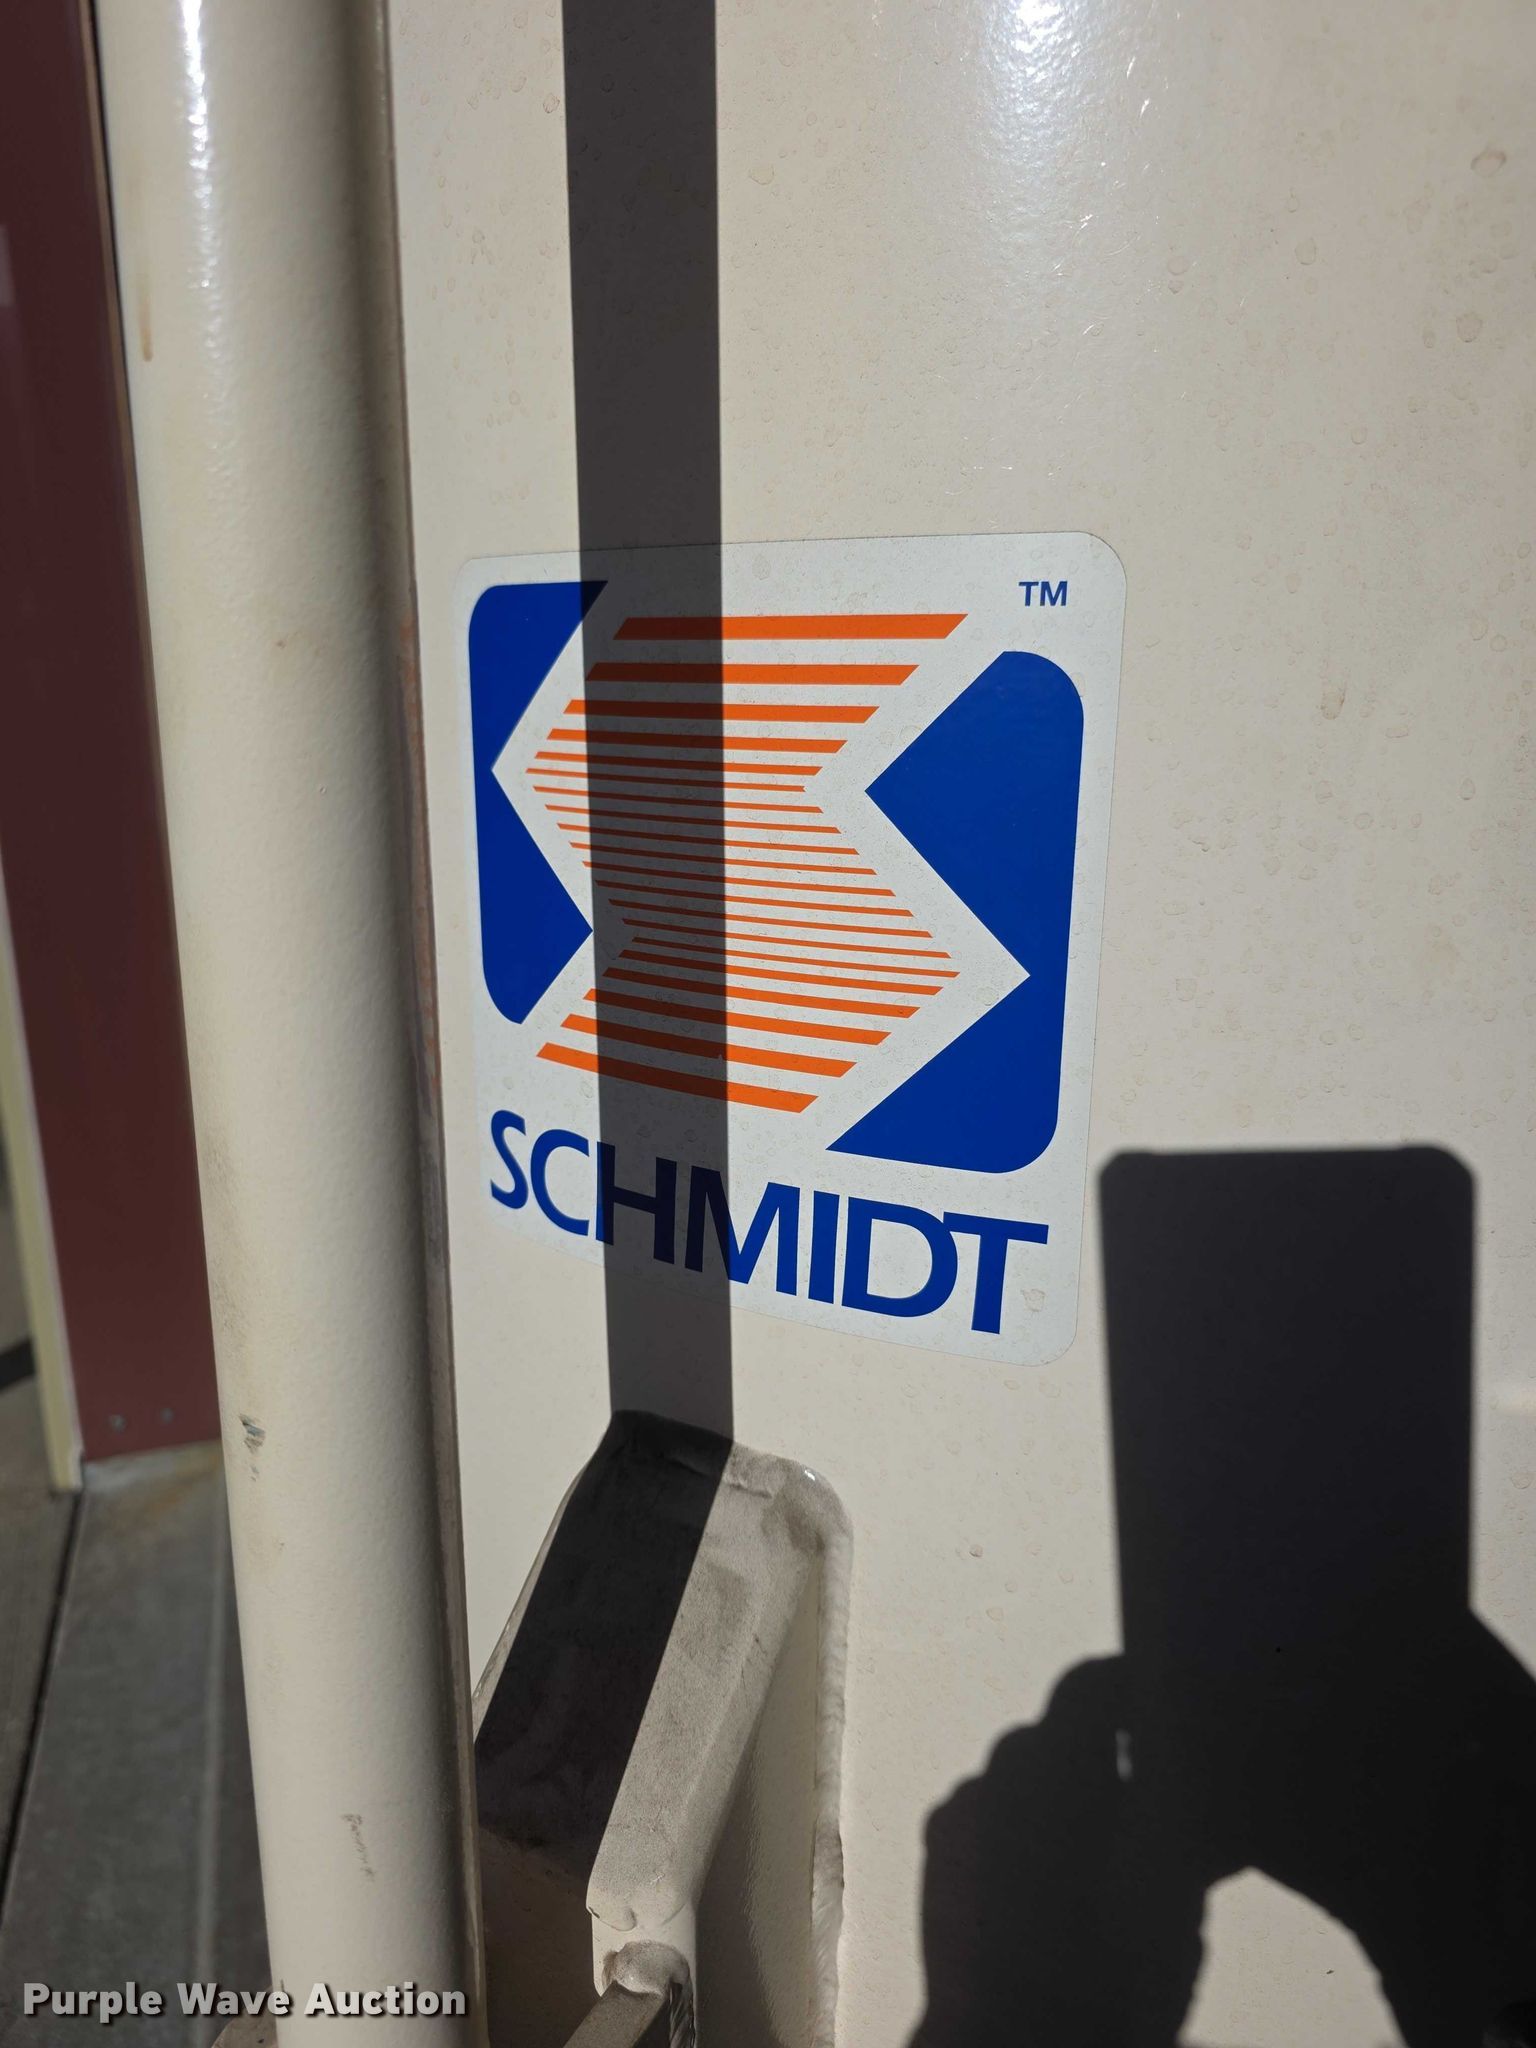 TM
SCHMIDT
Purple Wave Auction